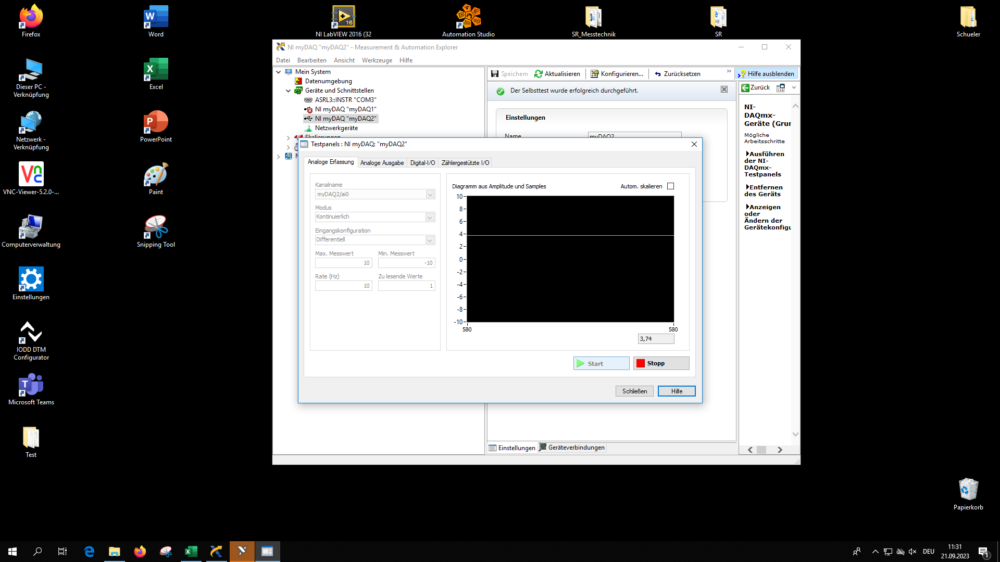 Firefox
Word
16
NI LabVIEW 2016 (32
Automation Studio
SR_Messtechnik
SR
Schueler
Dieser PC -
Verknüpfung
Excel
Netzwerk -
Verknüpfung
PowerPoint
VNC-Viewer-5.2.0-...
Paint
Computerverwaltung
Snipping Tool
Einstellungen
IODD DTM
Configurator
Microsoft Teams
Test
Papierkorb
NI myDAQ "myDAQ2" - Measurement & Automation Explorer
Datei Bearbeiten Ansicht Werkzeuge Hilfe
Mein System
Datenumgebung
Geräte und Schnittstellen
ASRL3::INSTR "COM3"
NI myDAQ "myDAQ1"
NI myDAQ "myDAQ2"
Netzwerkgeräte
Skalierungen
Speichern Aktualisieren Konfigurieren... Zurücksetzen » Hilfe ausblenden
Der Selbsttest wurde erfolgreich durchgeführt.
Einstellungen
Name myDAQ2
Zurück
NI-
DAQmx-
Geräte (Grun
Mögliche
Arbeitsschritte
Ausführen
der NI-
DAQmx-
Testpanels
Entfernen
des Geräts
Anzeigen
oder
Ändern der
Gerätekonfigu
Testpanels : NI myDAQ: "myDAQ2"
Analoge Erfassung Analoge Ausgabe Digital-I/O Zählergestützte I/O
Kanalname
myDAQ2/ai0
Modus
Kontinuierlich
Eingangskonfiguration
Differentiell
Max. Messwert Min. Messwert
10 -10
Rate (Hz) Zu lesende Werte
10 1
Diagramm aus Amplitude und Samples Autom. skalieren
10
8
6
4
2
0
-2
-4
-6
-8
-10
580 580
3,74
Start Stopp
Schließen Hilfe
Einstellungen Geräteverbindungen
DEU
11:31
21.09.2023
1